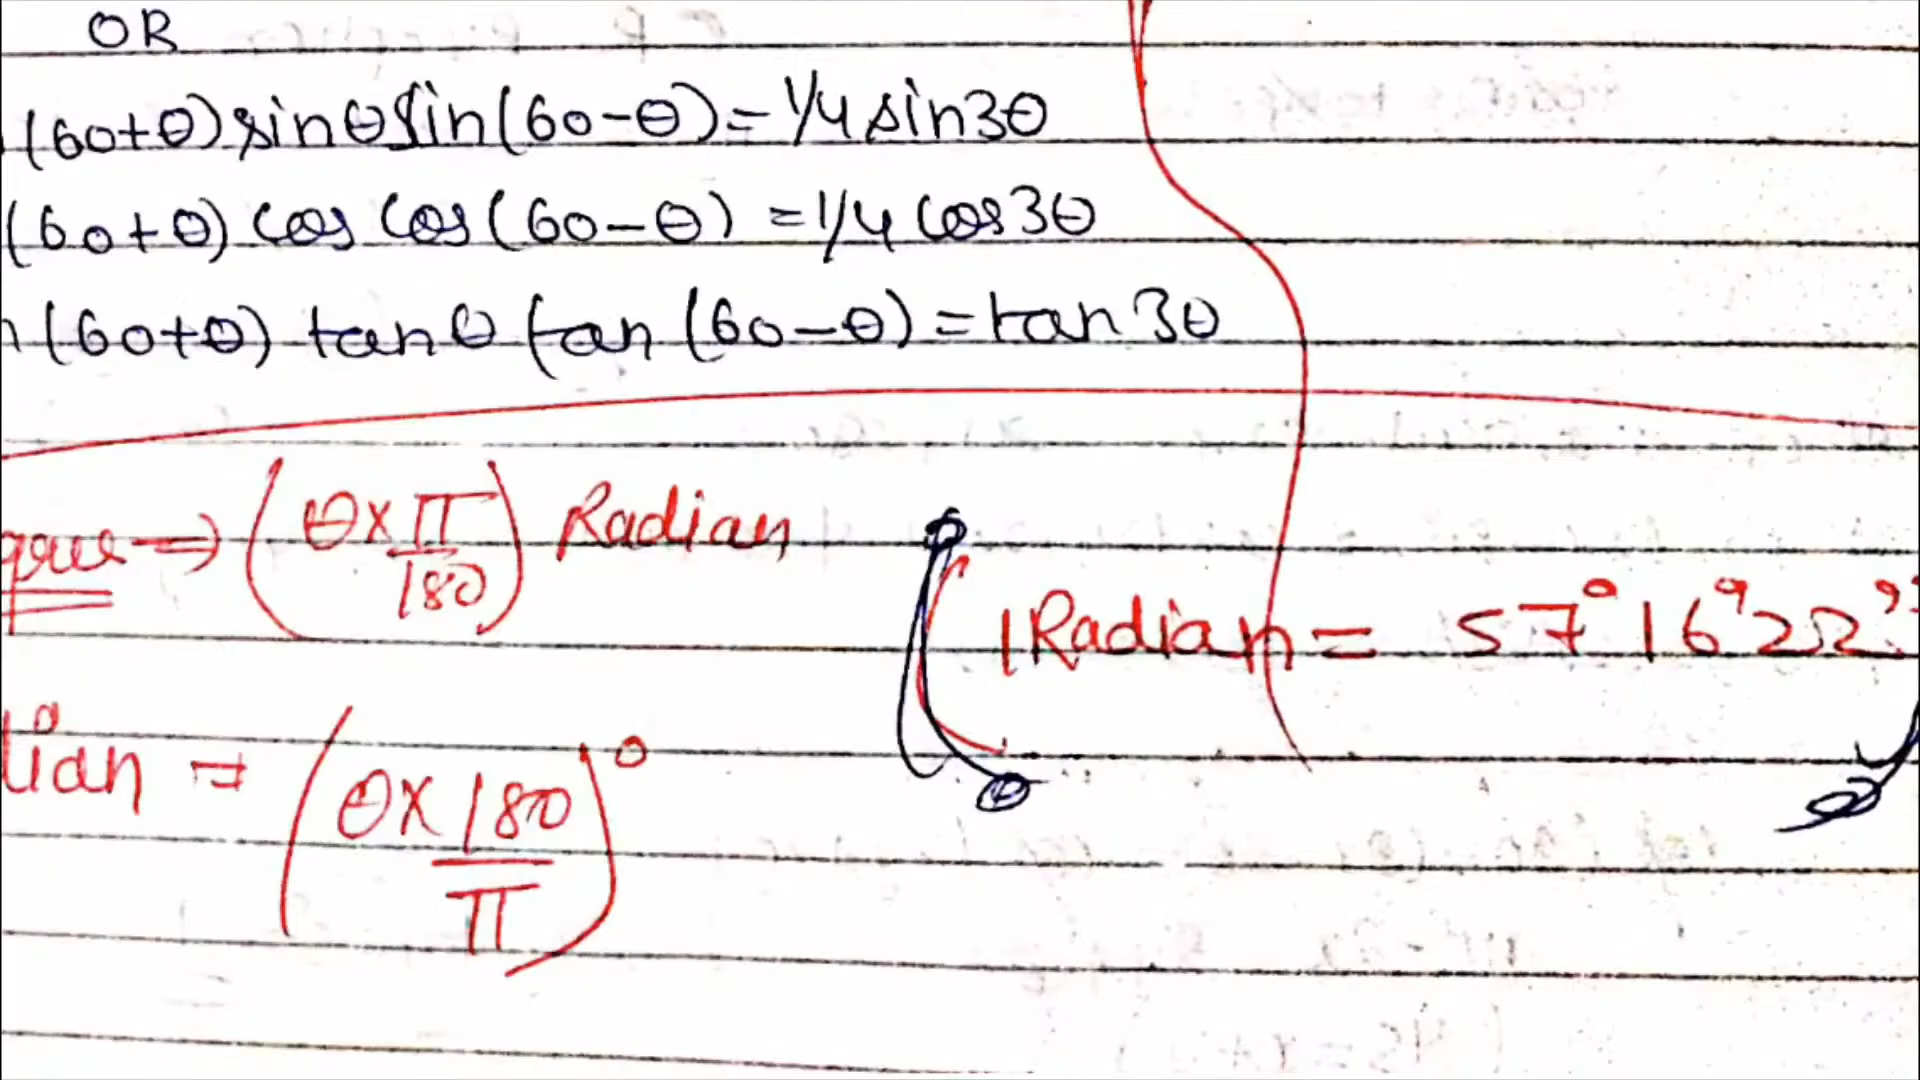 OR
(60+θ) sinθ sin(60-θ) = 1/4 sin3θ
(60+θ) cos cos(60-θ) = 1/4 cos3θ
(60+θ) tanθ tan(60-θ) = tan3θ
⇒ (θ×π/180) Radian
1Radian = 57° 16' 22"
dian = (θ×180/π)°